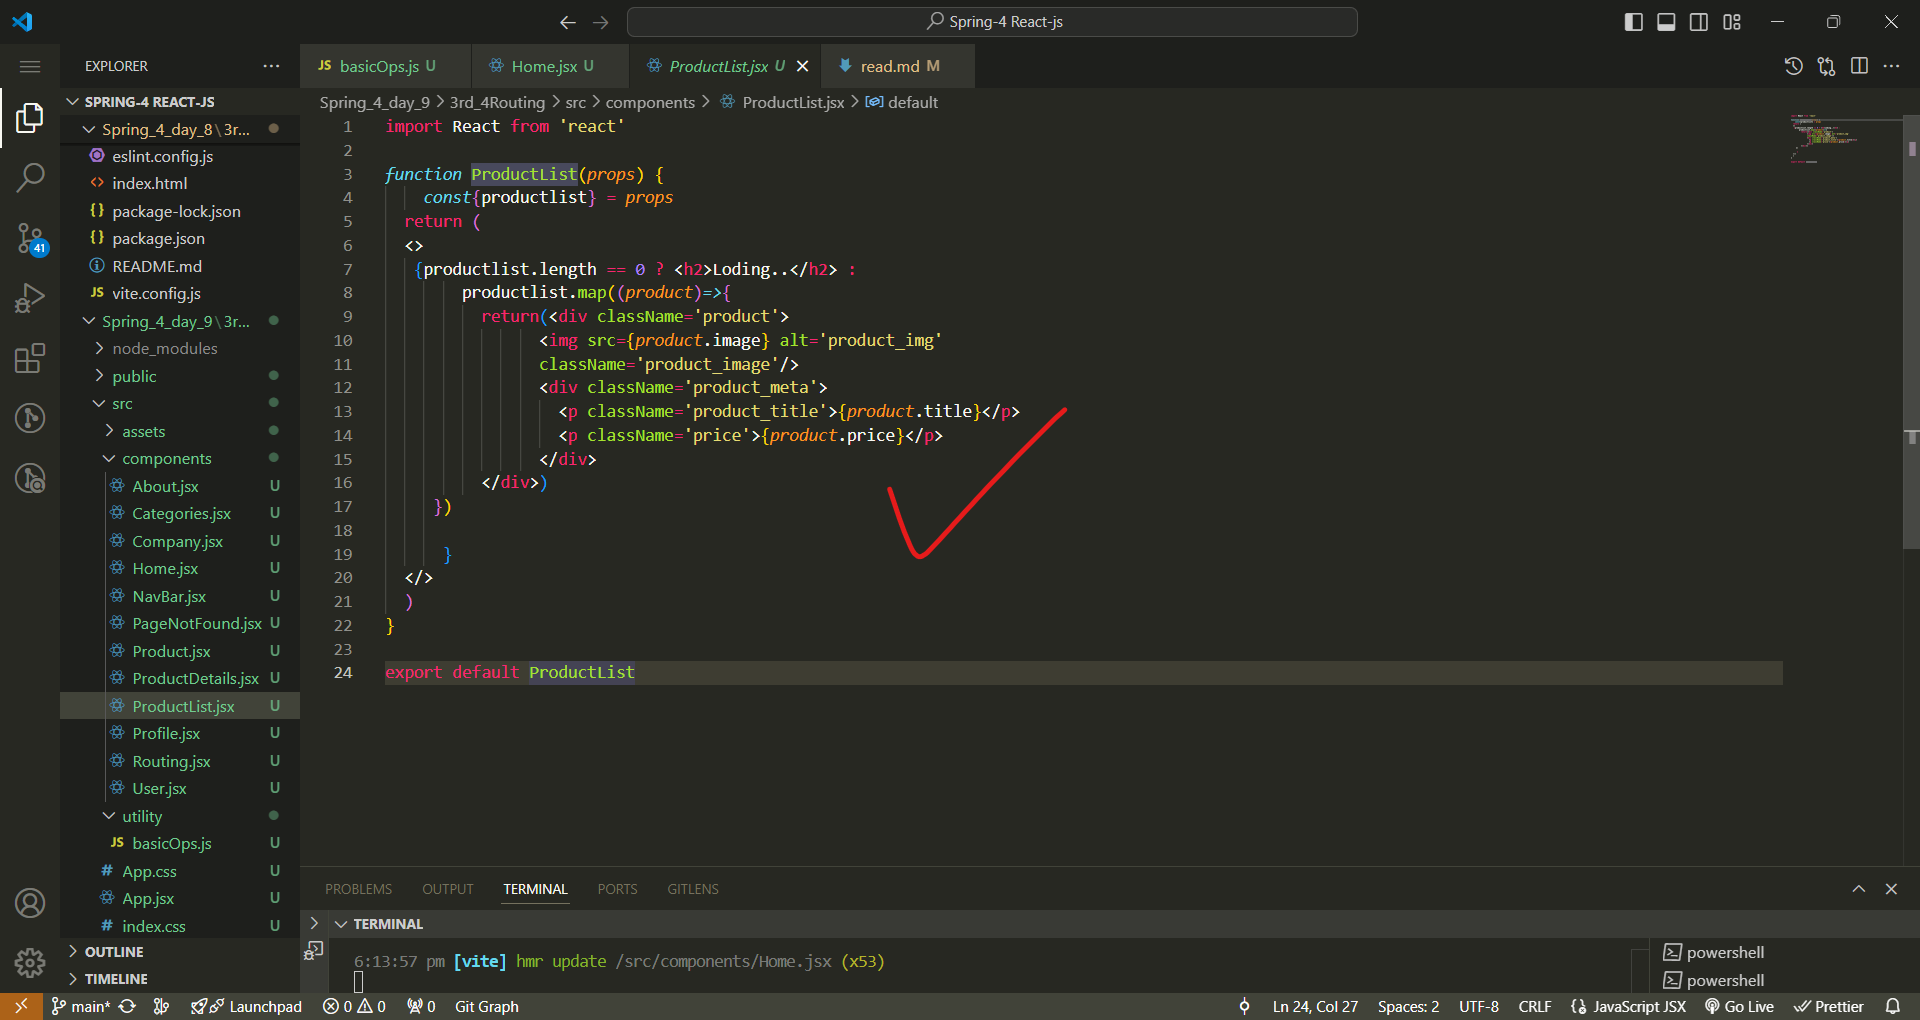 Spring-4 React-js
EXPLORER
JS basicOps.js U
Home.jsx U
ProductList.jsx U
read.md M
SPRING-4 REACT-JS
Spring_4_day_8\3r...
eslint.config.js
<> index.html
{} package-lock.json
{} package.json
README.md
JS vite.config.js
Spring_4_day_9\3r...
node_modules
public
src
assets
components
About.jsx U
Categories.jsx U
Company.jsx U
Home.jsx U
NavBar.jsx U
PageNotFound.jsx U
Product.jsx U
ProductDetails.jsx U
ProductList.jsx U
Profile.jsx U
Routing.jsx U
User.jsx U
utility
JS basicOps.js U
# App.css U
App.jsx U
# index.css U
OUTLINE
TIMELINE
41
Spring_4_day_9 > 3rd_4Routing > src > components > ProductList.jsx > default
1 import React from 'react'
2
3 function ProductList(props) {
4 const{productlist} = props
5 return (
6 <>
7 {productlist.length == 0 ? <h2>Loding..</h2> :
8 productlist.map((product)=>{
9 return(<div className='product'>
10 <img src={product.image} alt='product_img'
11 className='product_image'/>
12 <div className='product_meta'>
13 <p className='product_title'>{product.title}</p>
14 <p className='price'>{product.price}</p>
15 </div>
16 </div>)
17 })
18
19 }
20 </>
21 )
22 }
23
24 export default ProductList
PROBLEMS OUTPUT TERMINAL PORTS GITLENS
TERMINAL
6:13:57 pm [vite] hmr update /src/components/Home.jsx (x53)
powershell
powershell
main* Launchpad 0 0 0 Git Graph
Ln 24, Col 27 Spaces: 2 UTF-8 CRLF {} JavaScript JSX Go Live Prettier